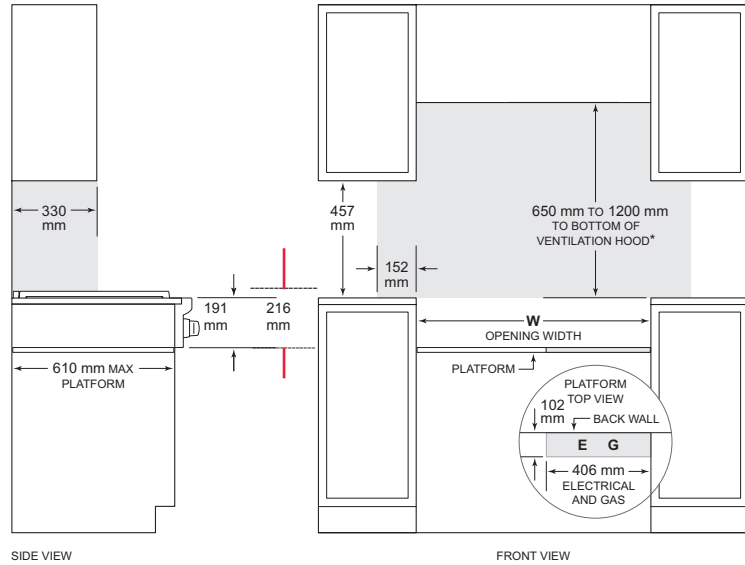 330
mm
191
mm
216
mm
610 mm MAX
PLATFORM
SIDE VIEW
457
mm
152
mm
650 mm TO 1200 mm
TO BOTTOM OF
VENTILATION HOOD*
W
OPENING WIDTH
PLATFORM
PLATFORM
TOP VIEW
102
mm
BACK WALL
E G
406 mm
ELECTRICAL
AND GAS
FRONT VIEW